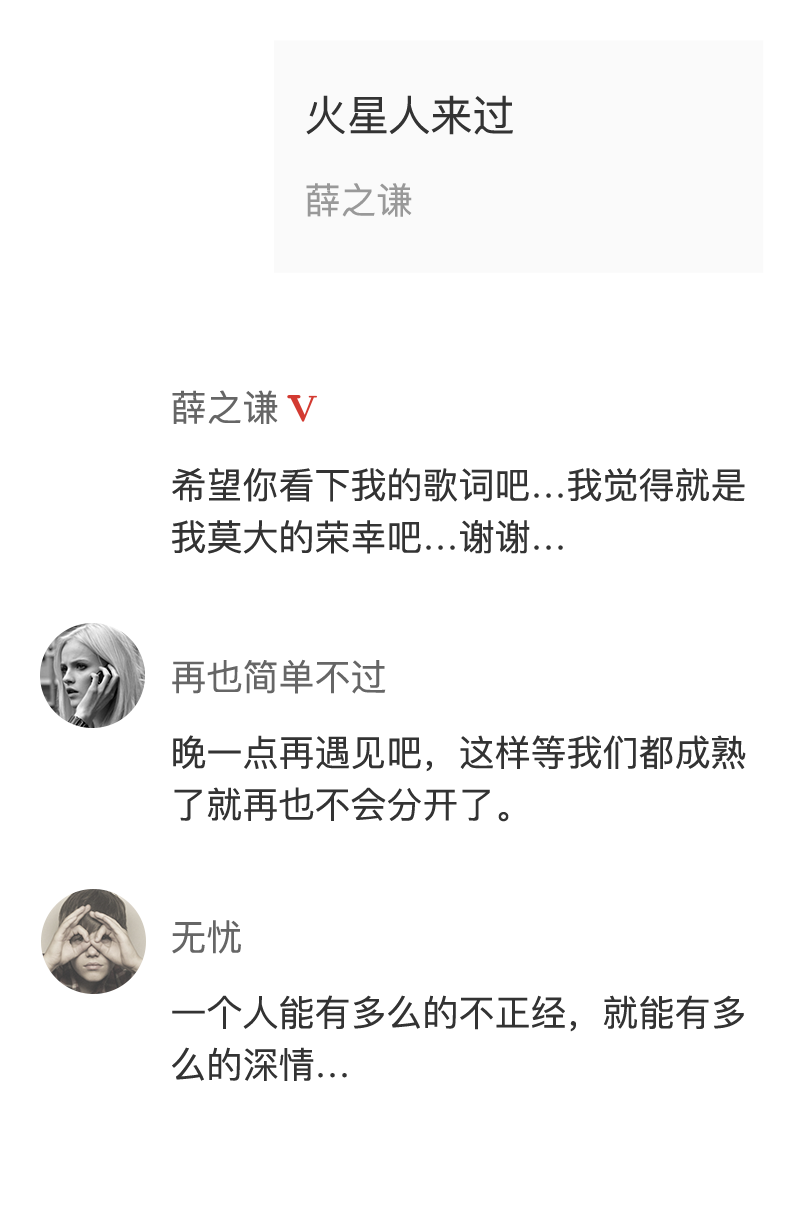 火星人来过
薛之谦
薛之谦 V
希望你看下我的歌词吧…我觉得就是
我莫大的荣幸吧…谢谢…
再也简单不过
晚一点再遇见吧，这样等我们都成熟
了就再也不会分开了。
无忧
一个人能有多么的不正经，就能有多
么的深情…